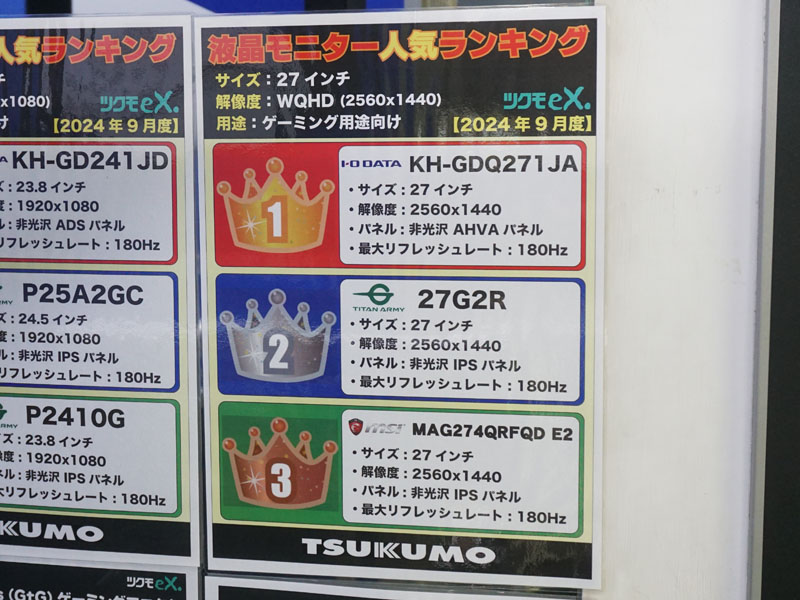 人気ランキング
x1080)
ツクモeX.
【2024年9月度】
KH-GD241JD
: 23.8インチ
: 1920x1080
: 非光沢 ADS パネル
リフレッシュレート : 180Hz
P25A2GC
: 24.5インチ
: 1920x1080
: 非光沢 IPS パネル
リフレッシュレート : 180Hz
P2410G
: 23.8インチ
: 1920x1080
: 非光沢 IPS パネル
リフレッシュレート : 180Hz
KUMO
ツクモeX.
(GtG)
液晶モニター人気ランキング
サイズ : 27インチ
解像度 : WQHD (2560x1440)
用途 : ゲーミング用途向け
ツクモeX.
【2024年9月度】
1
I-O DATA KH-GDQ271JA
・サイズ : 27インチ
・解像度 : 2560x1440
・パネル : 非光沢 AHVA パネル
・最大リフレッシュレート : 180Hz
2
TITAN ARMY 27G2R
・サイズ : 27インチ
・解像度 : 2560x1440
・パネル : 非光沢 IPS パネル
・最大リフレッシュレート : 180Hz
3
msi MAG274QRFQD E2
・サイズ : 27インチ
・解像度 : 2560x1440
・パネル : 非光沢 IPS パネル
・最大リフレッシュレート : 180Hz
TSUKUMO